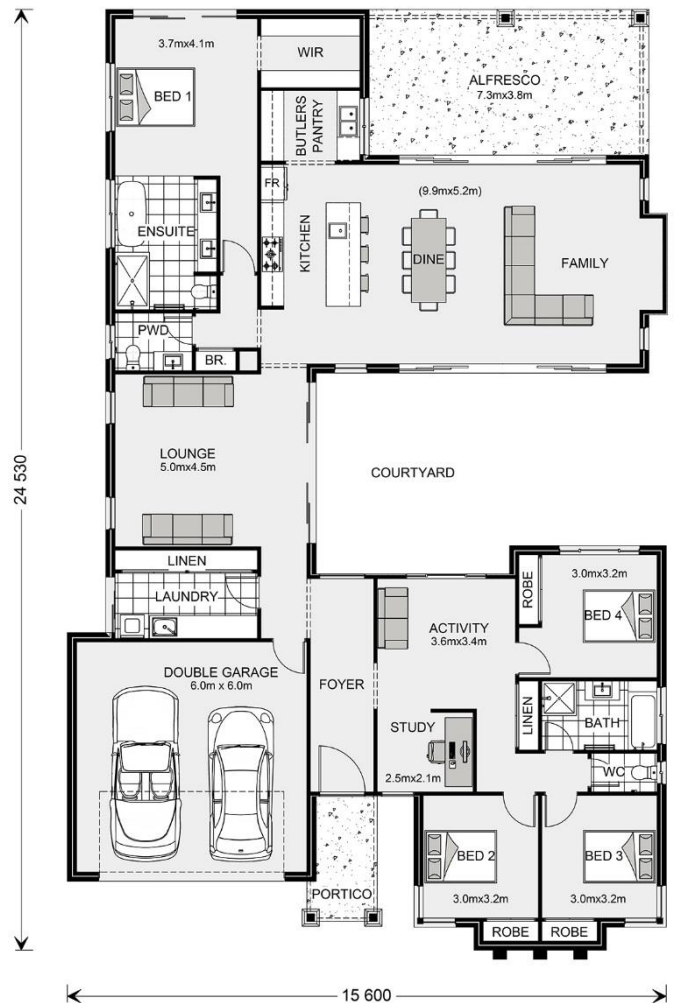 3.7mx4.1m
WIR
BED 1
ALFRESCO
7.3mx3.8m
BUTLERS
PANTRY
FR
(9.9mx5.2m)
ENSUITE
KITCHEN
DINE
FAMILY
PWD
BR.
LOUNGE
5.0mx4.5m
COURTYARD
24 530
LINEN
LAUNDRY
ROBE
3.0mx3.2m
BED 4
ACTIVITY
3.6mx3.4m
DOUBLE GARAGE
6.0m x 6.0m
FOYER
LINEN
BATH
STUDY
2.5mx2.1m
WC
BED 2
3.0mx3.2m
BED 3
3.0mx3.2m
PORTICO
ROBE
ROBE
15 600